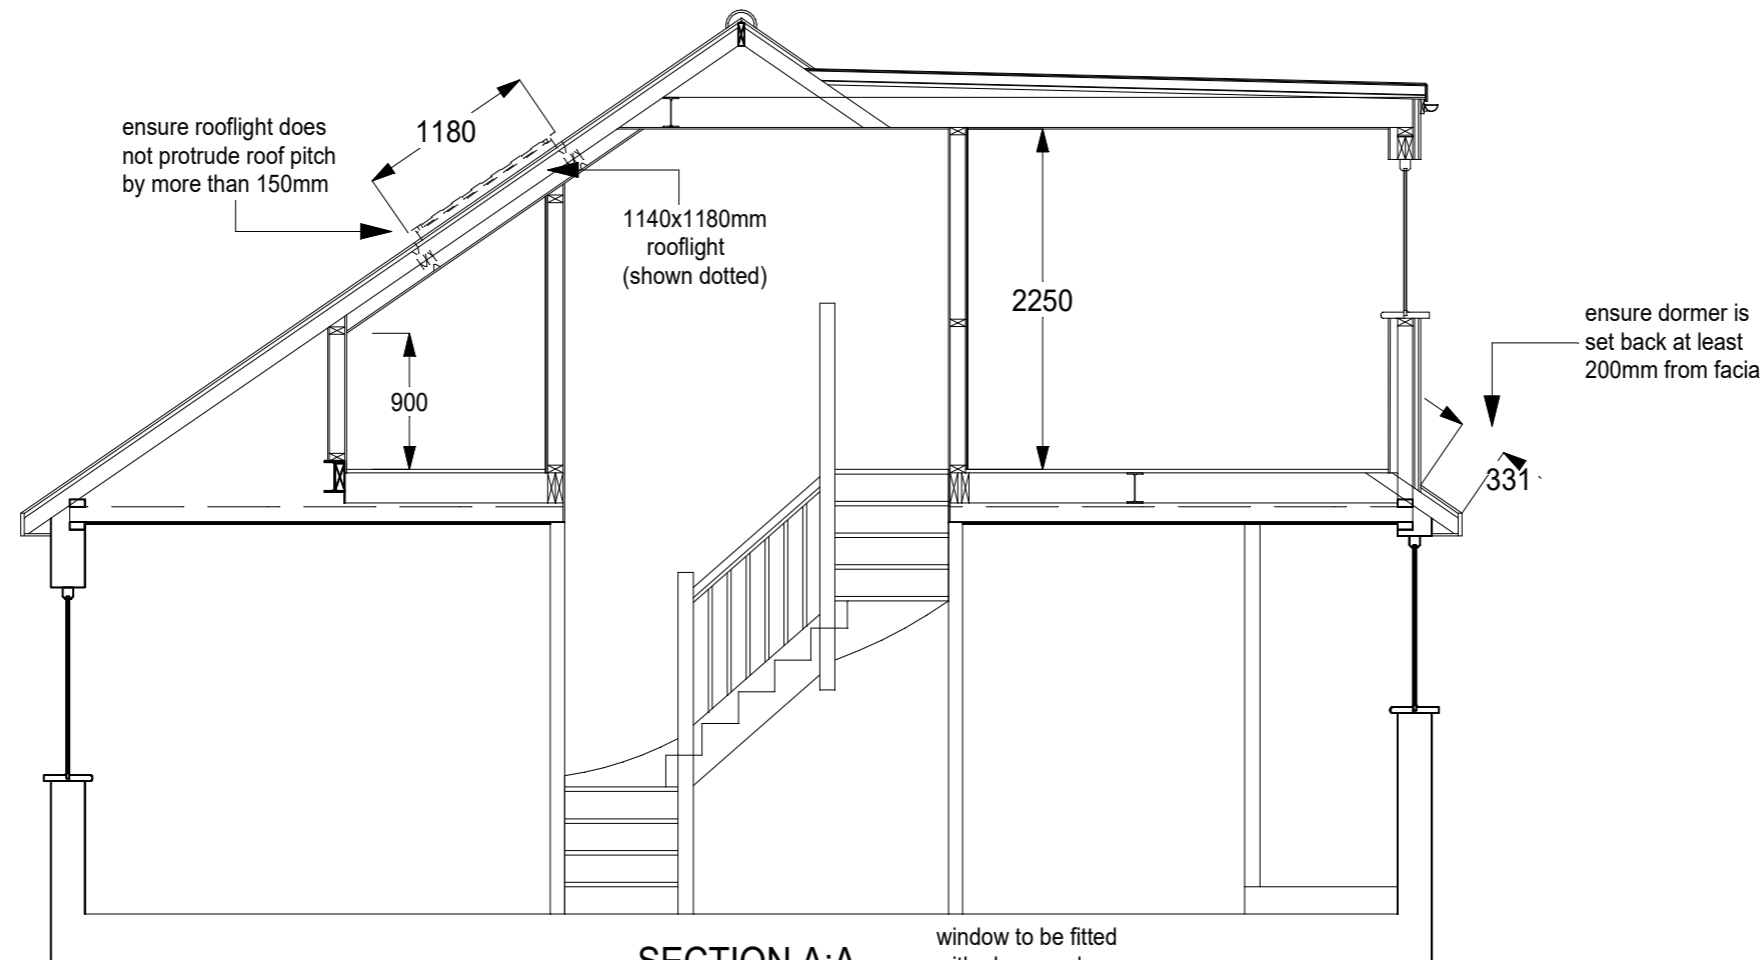 ensure rooflight does
not protrude roof pitch
by more than 150mm
1180
1140x1180mm
rooflight
(shown dotted)
2250
900
ensure dormer is
set back at least
200mm from facia
331
SECTION A:A
window to be fitted